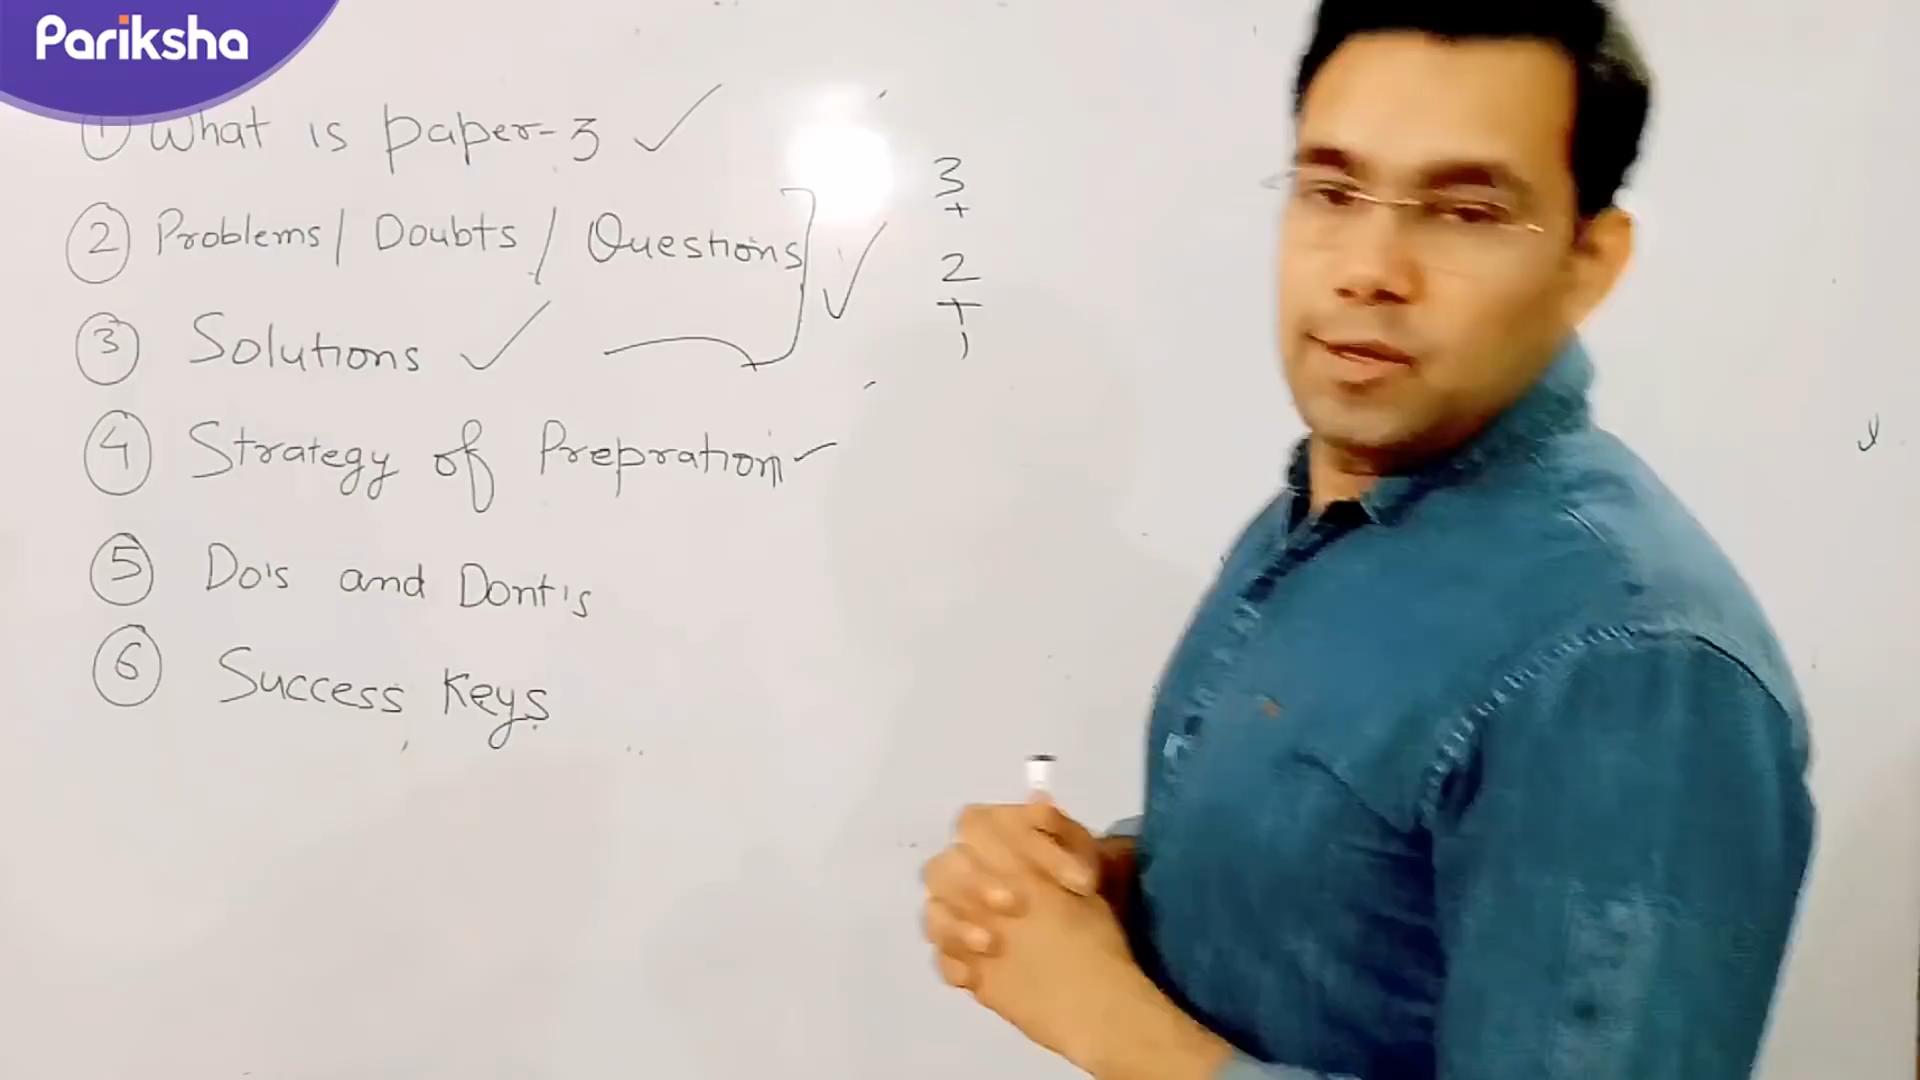 Pariksha
① What is paper-3 ✓
② Problems / Doubts / Questions ✓
③ Solutions ✓
④ Strategy of Prepration ✓
⑤ Do's and Dont's
⑥ Success Keys
3
+
2
+
1